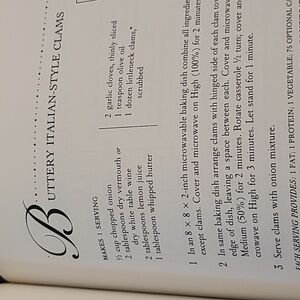 BUTTERY ITALIAN-STYLE CLAMS
MAKES 1 SERVING
½ cup chopped onion
2 tablespoons dry vermouth or
dry white table wine
2 tablespoons lemon juice
1 tablespoon whipped butter
2 garlic cloves, thinly sliced
1 teaspoon olive oil
1 dozen littleneck clams,*
scrubbed
1 In an 8 × 8 × 2-inch microwavable baking dish combine all ingredie
except clams. Cover and microwave on High (100%) for 2 minutes
2 In same baking dish arrange clams with hinged side of each clam tow
edge of dish, leaving a space between each. Cover and microwav
Medium (50%) for 2 minutes. Rotate casserole ½ turn; cover an
crowave on High for 3 minutes. Let stand for 1 minute.
3 Serve clams with onion mixture.
EACH SERVING PROVIDES: 1 FAT; 1 PROTEIN; 1 VEGETABLE; 75 OPTIONAL CA